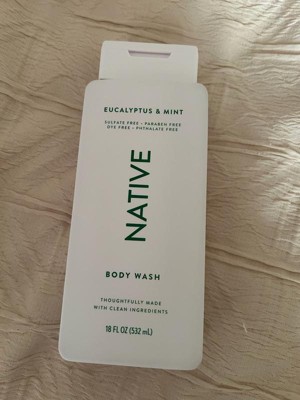 EUCALYPTUS & MINT
SULFATE FREE - PARABEN FREE
DYE FREE - PHTHALATE FREE
NATIVE
BODY WASH
THOUGHTFULLY MADE
WITH CLEAN INGREDIENTS
18 FL OZ (532 mL)